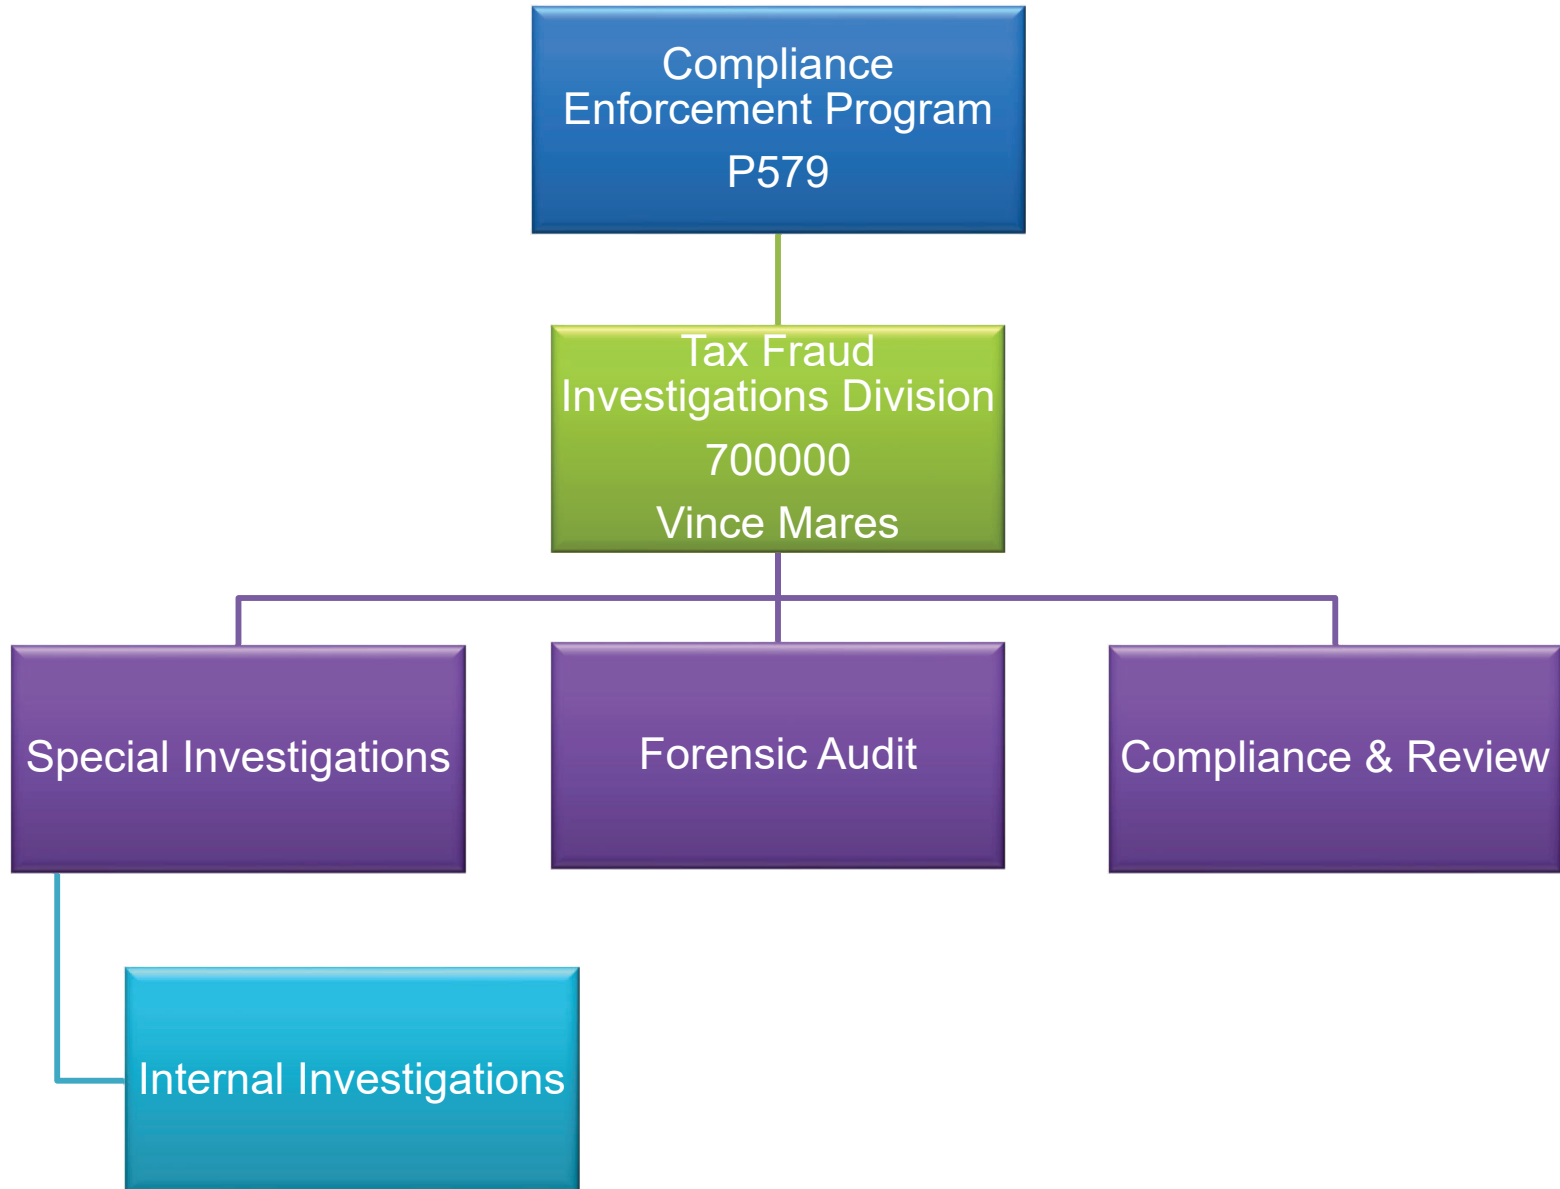 Compliance
Enforcement Program
P579
Tax Fraud
Investigations Division
700000
Vince Mares
Special Investigations
Forensic Audit
Compliance & Review
Internal Investigations